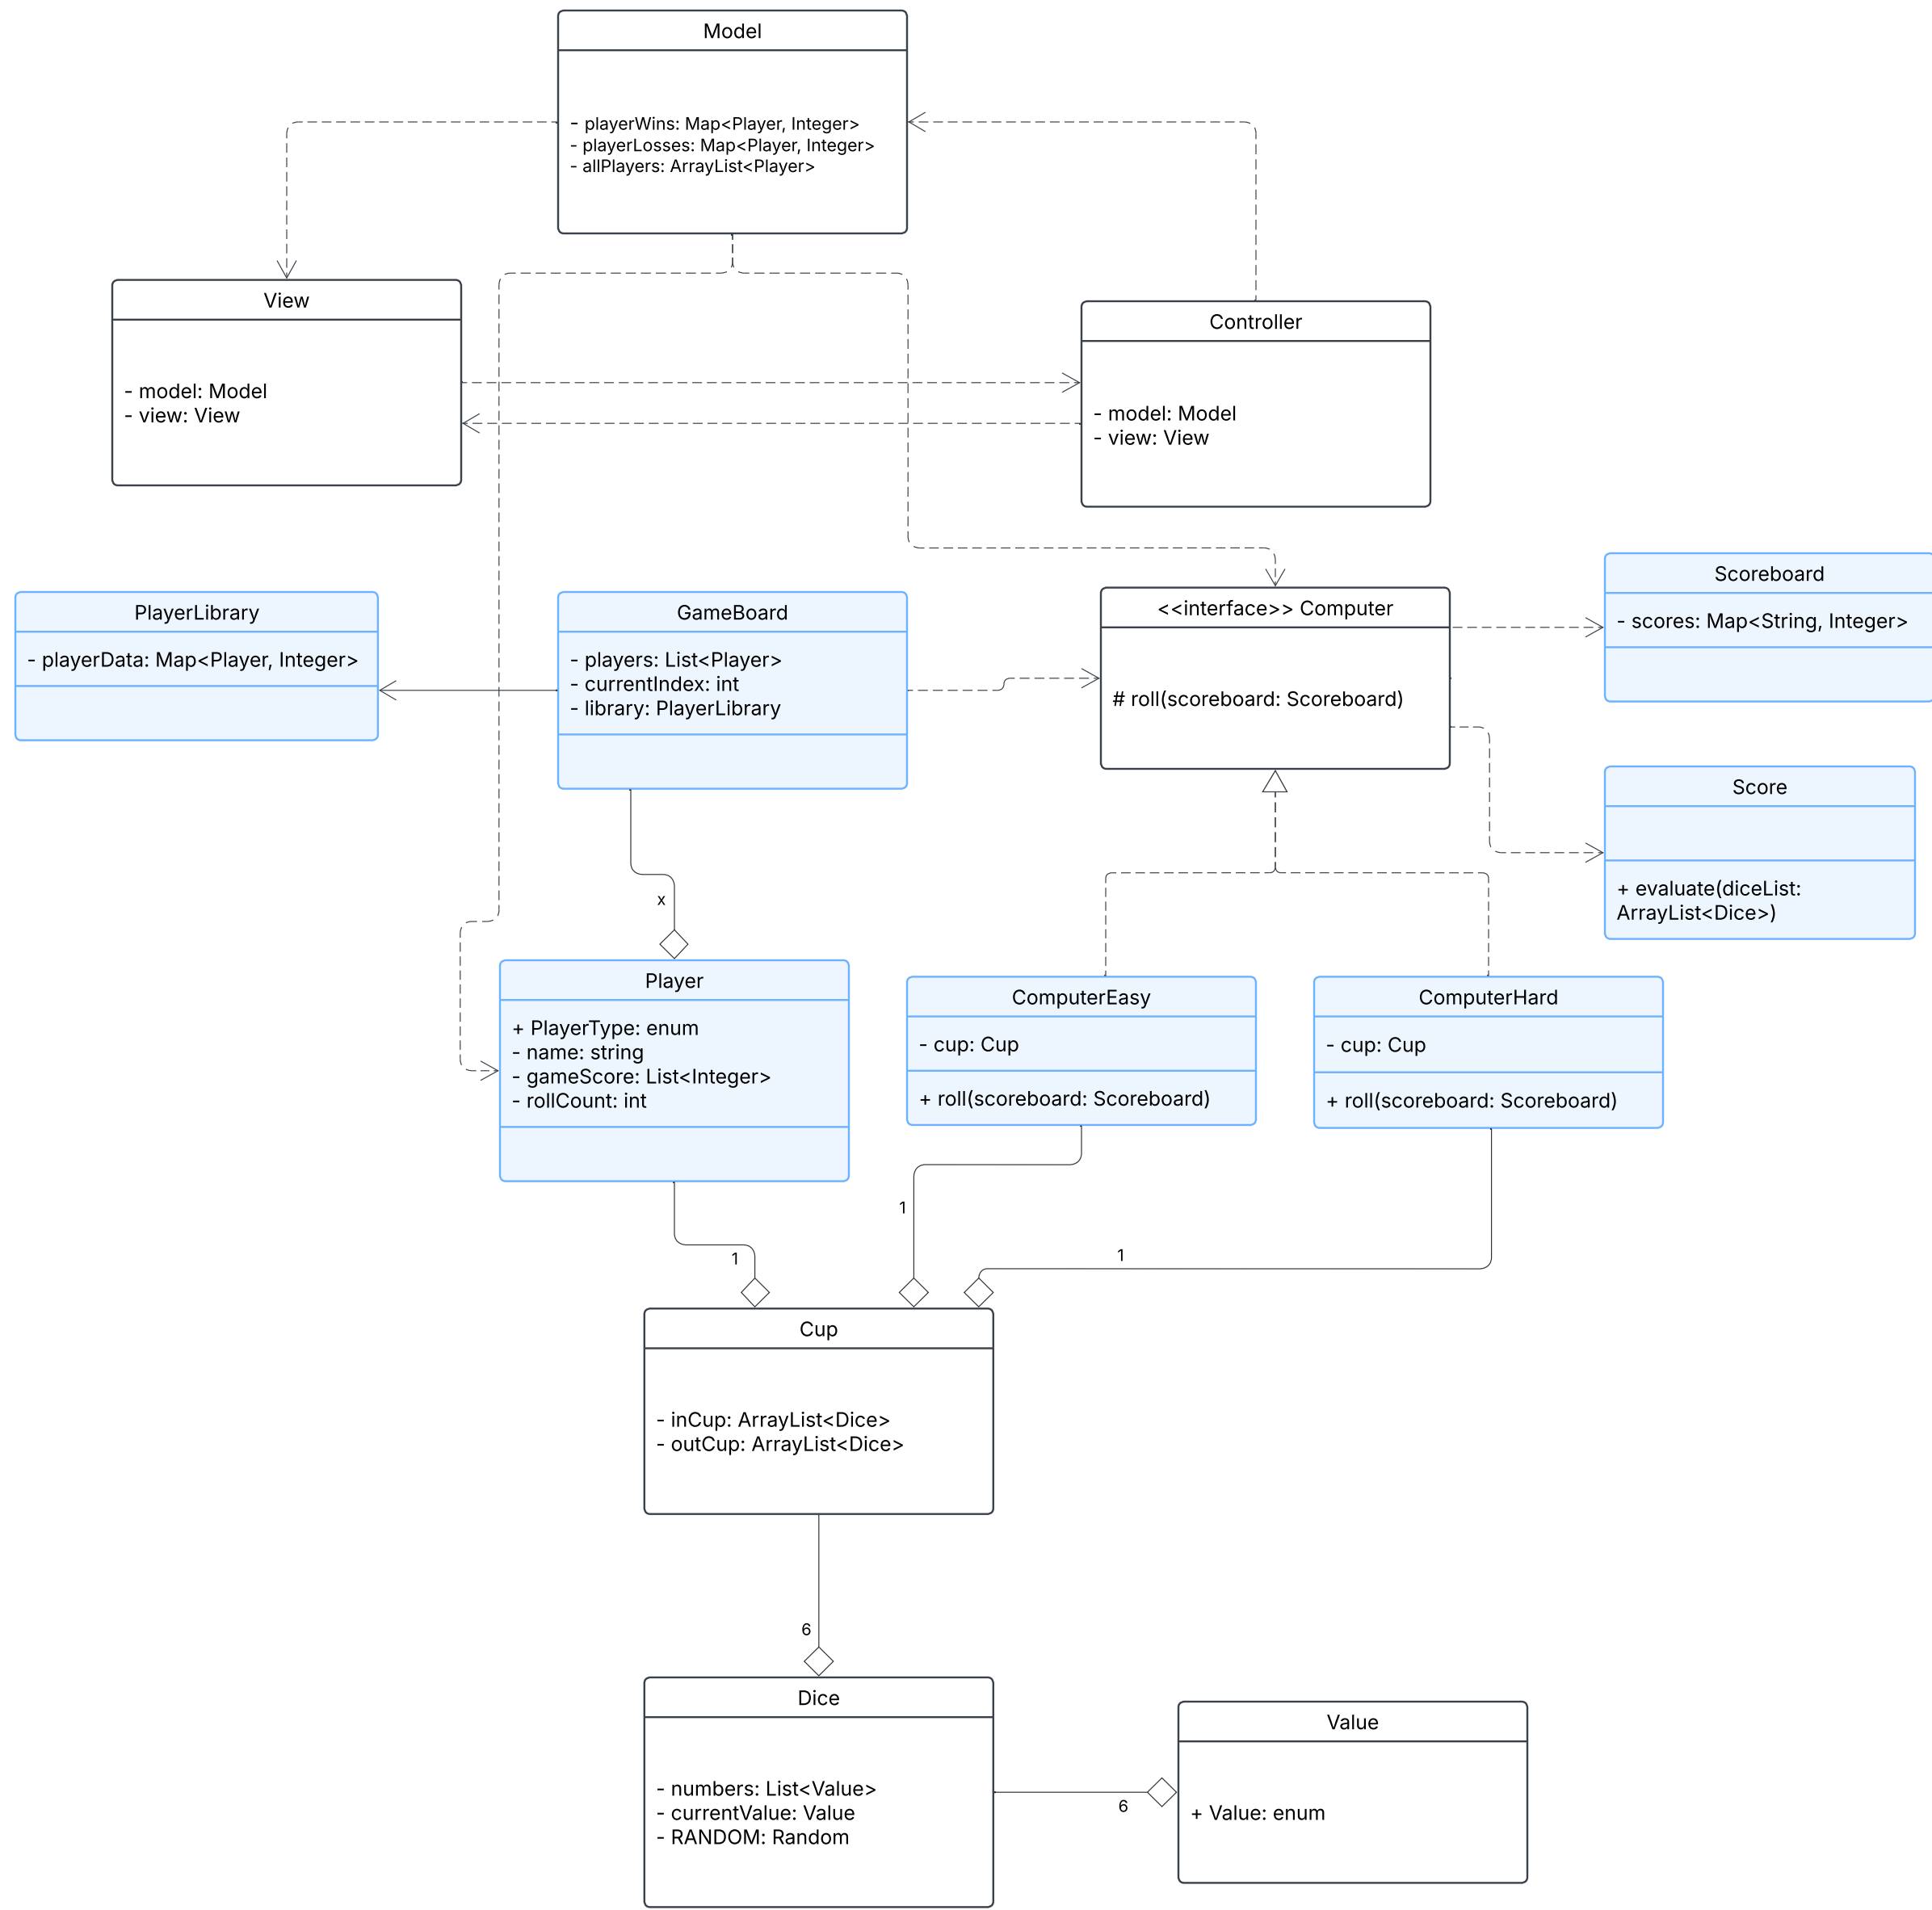 Model
- playerWins: Map<Player, Integer>
- playerLosses: Map<Player, Integer>
- allPlayers: ArrayList<Player>
View
- model: Model
- view: View
Controller
- model: Model
- view: View
PlayerLibrary
- playerData: Map<Player, Integer>
GameBoard
- players: List<Player>
- currentIndex: int
- library: PlayerLibrary
<<interface>> Computer
# roll(scoreboard: Scoreboard)
Scoreboard
- scores: Map<String, Integer>
Score
+ evaluate(diceList:
ArrayList<Dice>)
x
Player
+ PlayerType: enum
- name: string
- gameScore: List<Integer>
- rollCount: int
ComputerEasy
- cup: Cup
+ roll(scoreboard: Scoreboard)
ComputerHard
- cup: Cup
+ roll(scoreboard: Scoreboard)
1
1
1
Cup
- inCup: ArrayList<Dice>
- outCup: ArrayList<Dice>
6
Dice
- numbers: List<Value>
- currentValue: Value
- RANDOM: Random
6
Value
+ Value: enum